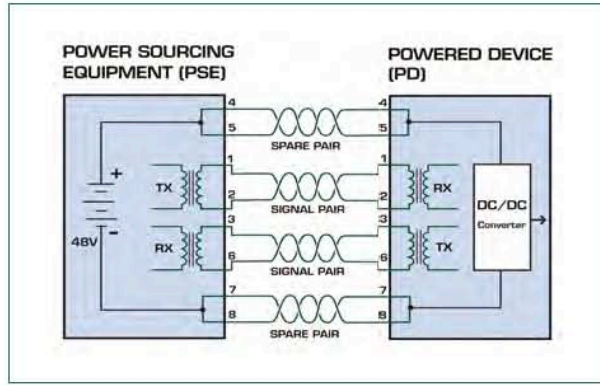 POWER SOURCING
EQUIPMENT (PSE)
POWERED DEVICE
(PD)
4
5
SPARE PAIR
4
5
+
48V
-
TX
1
2
SIGNAL PAIR
1
2
RX
RX
3
6
SIGNAL PAIR
3
6
TX
DC/DC
Converter
7
8
SPARE PAIR
7
8